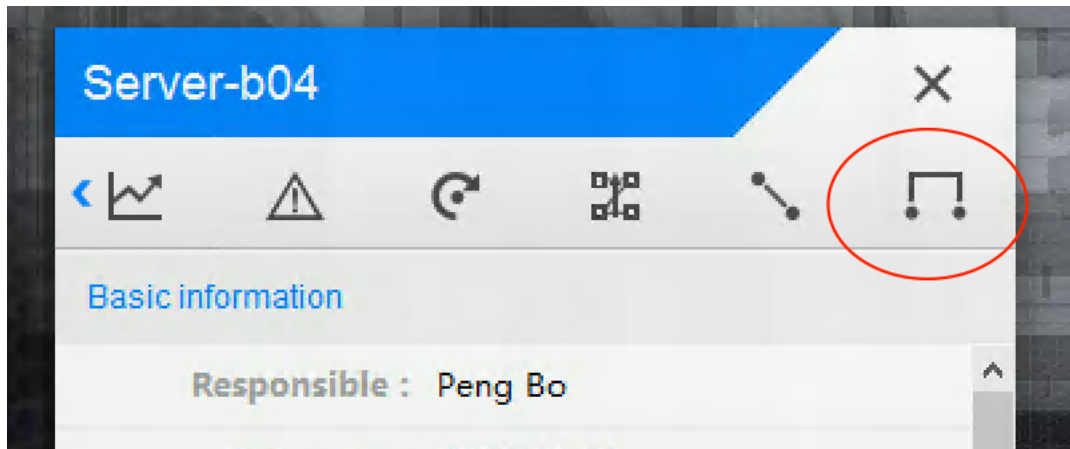 Server-b04
Basic information
Responsible : Peng Bo